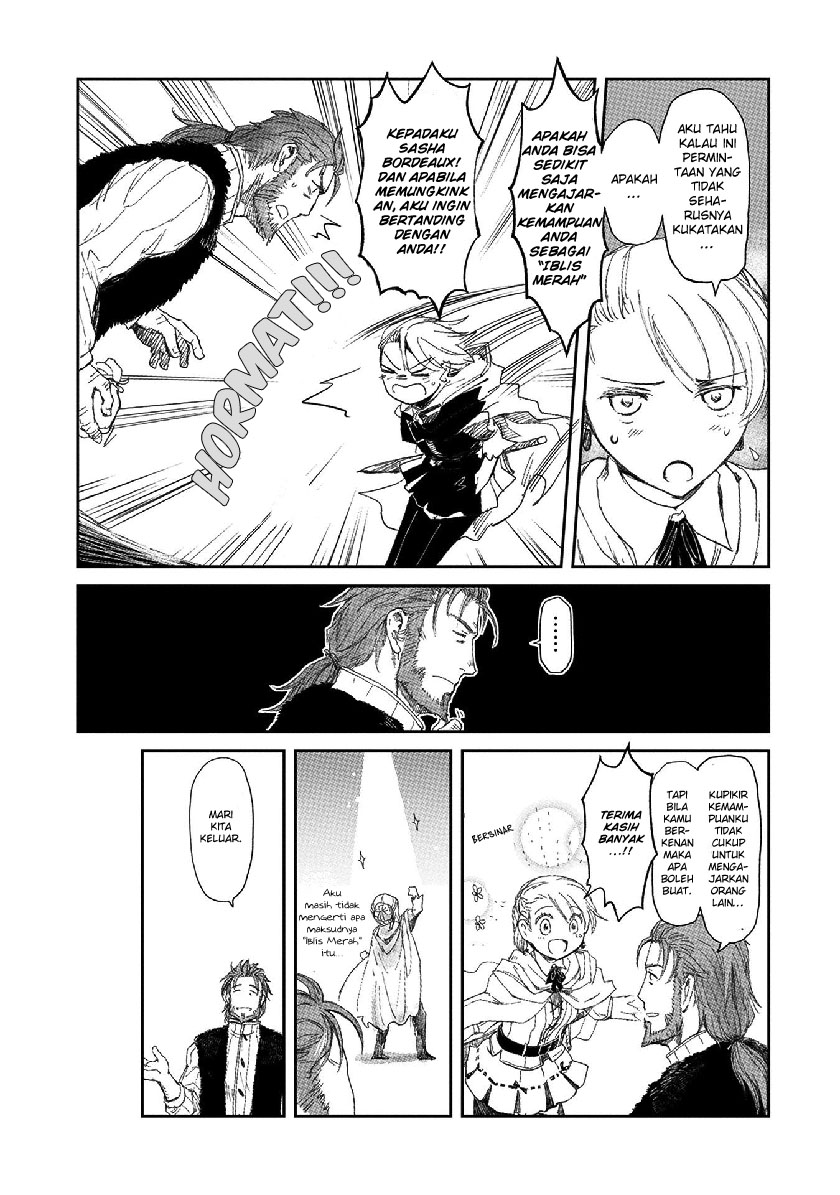 AKU TAHU
KALAU INI
PERMIN-
TAAN YANG
TIDAK
SEHA-
RUSNYA
KUKATAKAN
...
APAKAH
...
APAKAH
ANDA BISA
SEDIKIT
SAJA
MENGAJAR-
KAN
KEMAMPUAN
ANDA
SEBAGAI
"IBLIS
MERAH"
KEPADAKU
SASHA
BORDEAUX!
DAN APABILA
MEMUNGKINK
AN, AKU INGIN
BERTANDING
DENGAN
ANDA!!
HORMAT!!!
......
KUPIKIR
KEMAM-
PUANKU
TIDAK
CUKUP
UNTUK
MENGA-
JARKAN
ORANG
LAIN...
TAPI
BILA
KAMU
BER-
KENAN
MAKA
APA
BOLEH
BUAT.
TERIMA
KASIH
BANYAK
...!!
BERSINAR
Aku
masih tidak
mengerti apa
maksudnya
"Iblis Merah"
itu...
MARI
KITA
KELUAR.